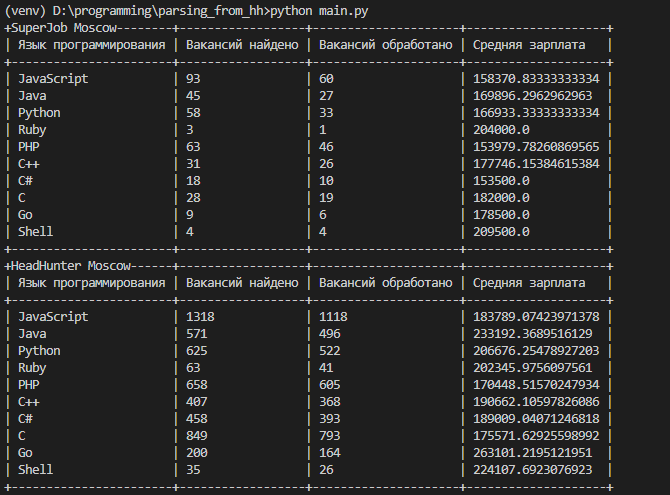 (venv) D:\programming\parsing_from_hh>python main.py
+SuperJob Moscow--------+------------------+---------------------+--------------------+
| Язык программирования | Вакансий найдено | Вакансий обработано | Средняя зарплата   |
+-----------------------+------------------+---------------------+--------------------+
| JavaScript            | 93               | 60                  | 158370.83333333334 |
| Java                  | 45               | 27                  | 169896.2962962963  |
| Python                | 58               | 33                  | 166933.33333333334 |
| Ruby                  | 3                | 1                   | 204000.0           |
| PHP                   | 63               | 46                  | 153979.78260869565 |
| C++                   | 31               | 26                  | 177746.15384615384 |
| C#                    | 18               | 10                  | 153500.0           |
| C                     | 28               | 19                  | 182000.0           |
| Go                    | 9                | 6                   | 178500.0           |
| Shell                 | 4                | 4                   | 209500.0           |
+-----------------------+------------------+---------------------+--------------------+
+HeadHunter Moscow------+------------------+---------------------+--------------------+
| Язык программирования | Вакансий найдено | Вакансий обработано | Средняя зарплата   |
+-----------------------+------------------+---------------------+--------------------+
| JavaScript            | 1318             | 1118                | 183789.07423971378 |
| Java                  | 571              | 496                 | 233192.3689516129  |
| Python                | 625              | 522                 | 206676.25478927203 |
| Ruby                  | 63               | 41                  | 202345.9756097561  |
| PHP                   | 658              | 605                 | 170448.51570247934 |
| C++                   | 407              | 368                 | 190662.10597826086 |
| C#                    | 458              | 393                 | 189009.04071246818 |
| C                     | 849              | 793                 | 175571.62925598992 |
| Go                    | 200              | 164                 | 263101.2195121951  |
| Shell                 | 35               | 26                  | 224107.6923076923  |
+-----------------------+------------------+---------------------+--------------------+